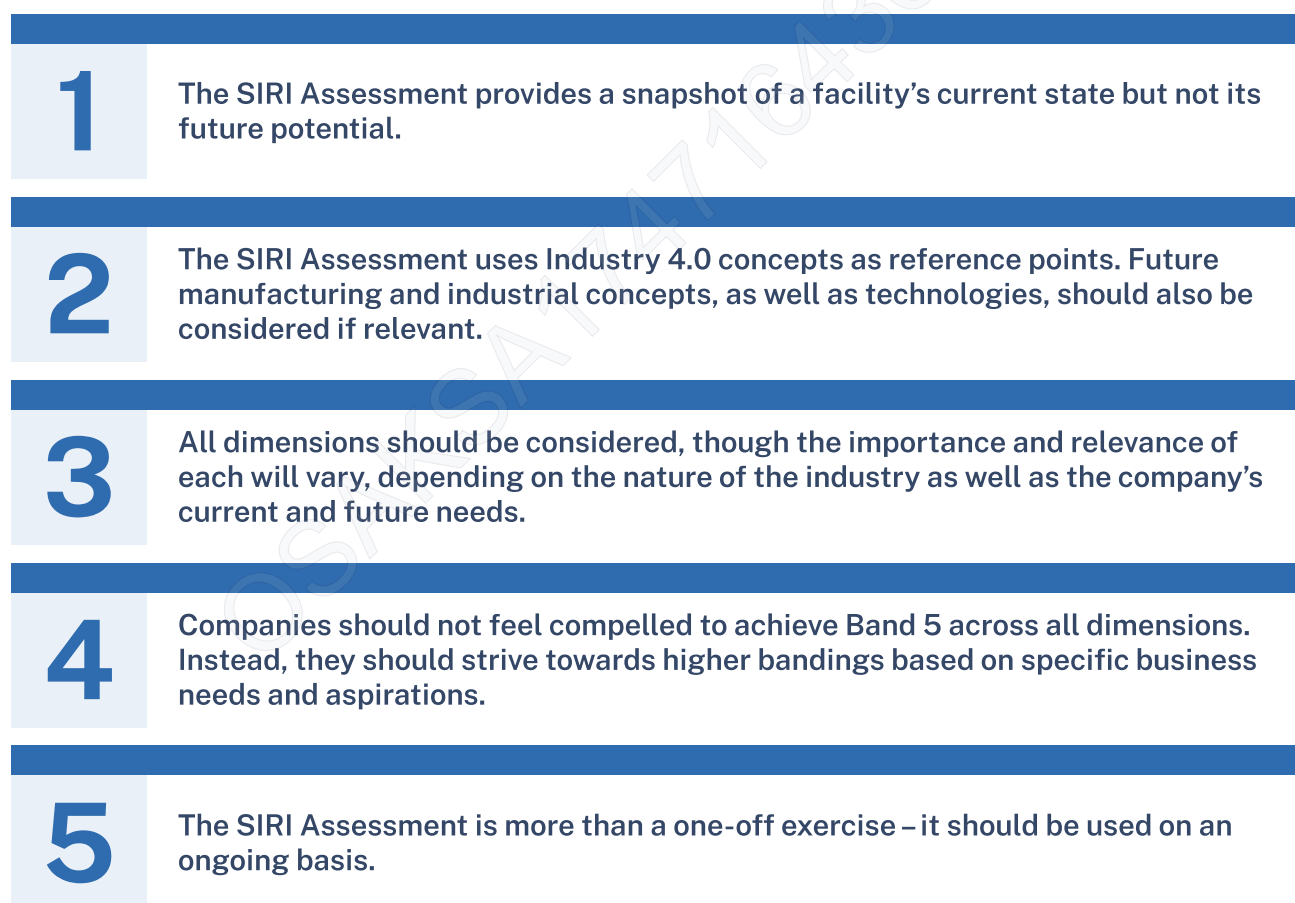 1
The SIRI Assessment provides a snapshot of a facility’s current state but not its
future potential.
2
The SIRI Assessment uses Industry 4.0 concepts as reference points. Future
manufacturing and industrial concepts, as well as technologies, should also be
considered if relevant.
3
All dimensions should be considered, though the importance and relevance of
each will vary, depending on the nature of the industry as well as the company’s
current and future needs.
4
Companies should not feel compelled to achieve Band 5 across all dimensions.
Instead, they should strive towards higher bandings based on specific business
needs and aspirations.
5
The SIRI Assessment is more than a one-off exercise – it should be used on an
ongoing basis.